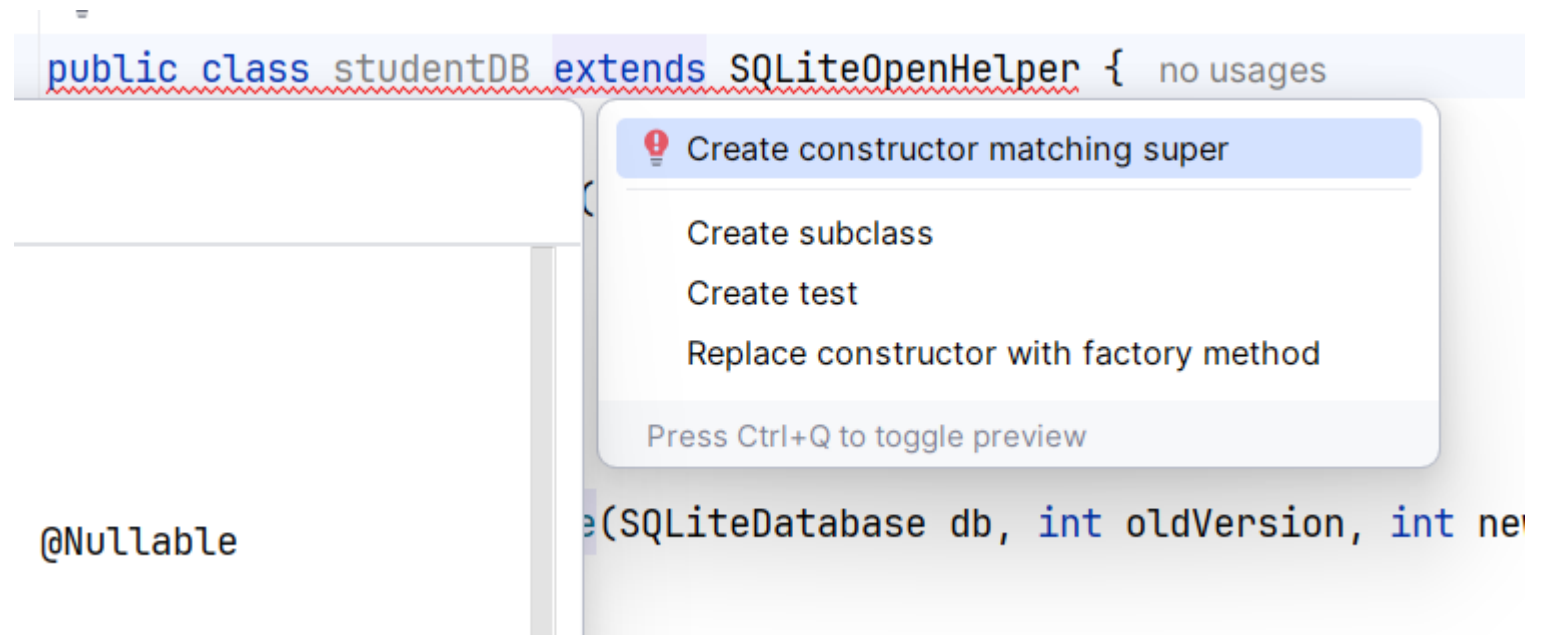 public class studentDB extends SQLiteOpenHelper { no usages
Create constructor matching super
(
Create subclass
Create test
Replace constructor with factory method
Press Ctrl+Q to toggle preview
e(SQLiteDatabase db, int oldVersion, int ne
@Nullable